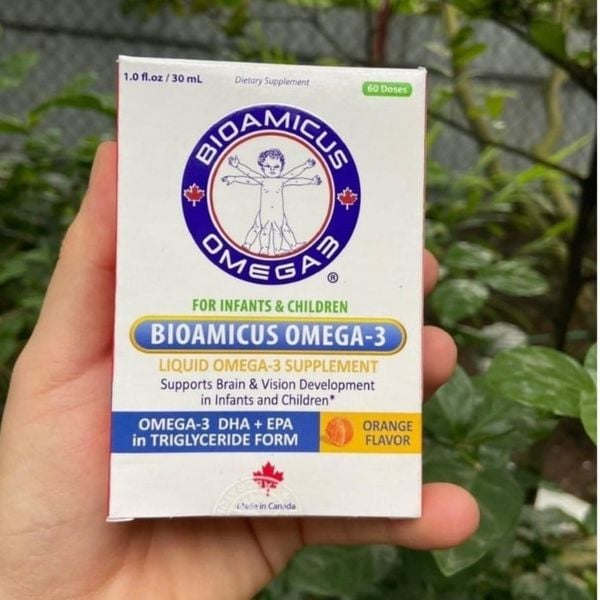 1.0 fl.oz / 30 mL
Dietary Supplement
60 Doses
BIOAMICUS
OMEGA3
®
FOR INFANTS & CHILDREN
BIOAMICUS OMEGA-3
LIQUID OMEGA-3 SUPPLEMENT
Supports Brain & Vision Development
in Infants and Children*
OMEGA-3 DHA + EPA
in TRIGLYCERIDE FORM
ORANGE
FLAVOR
Made in Canada